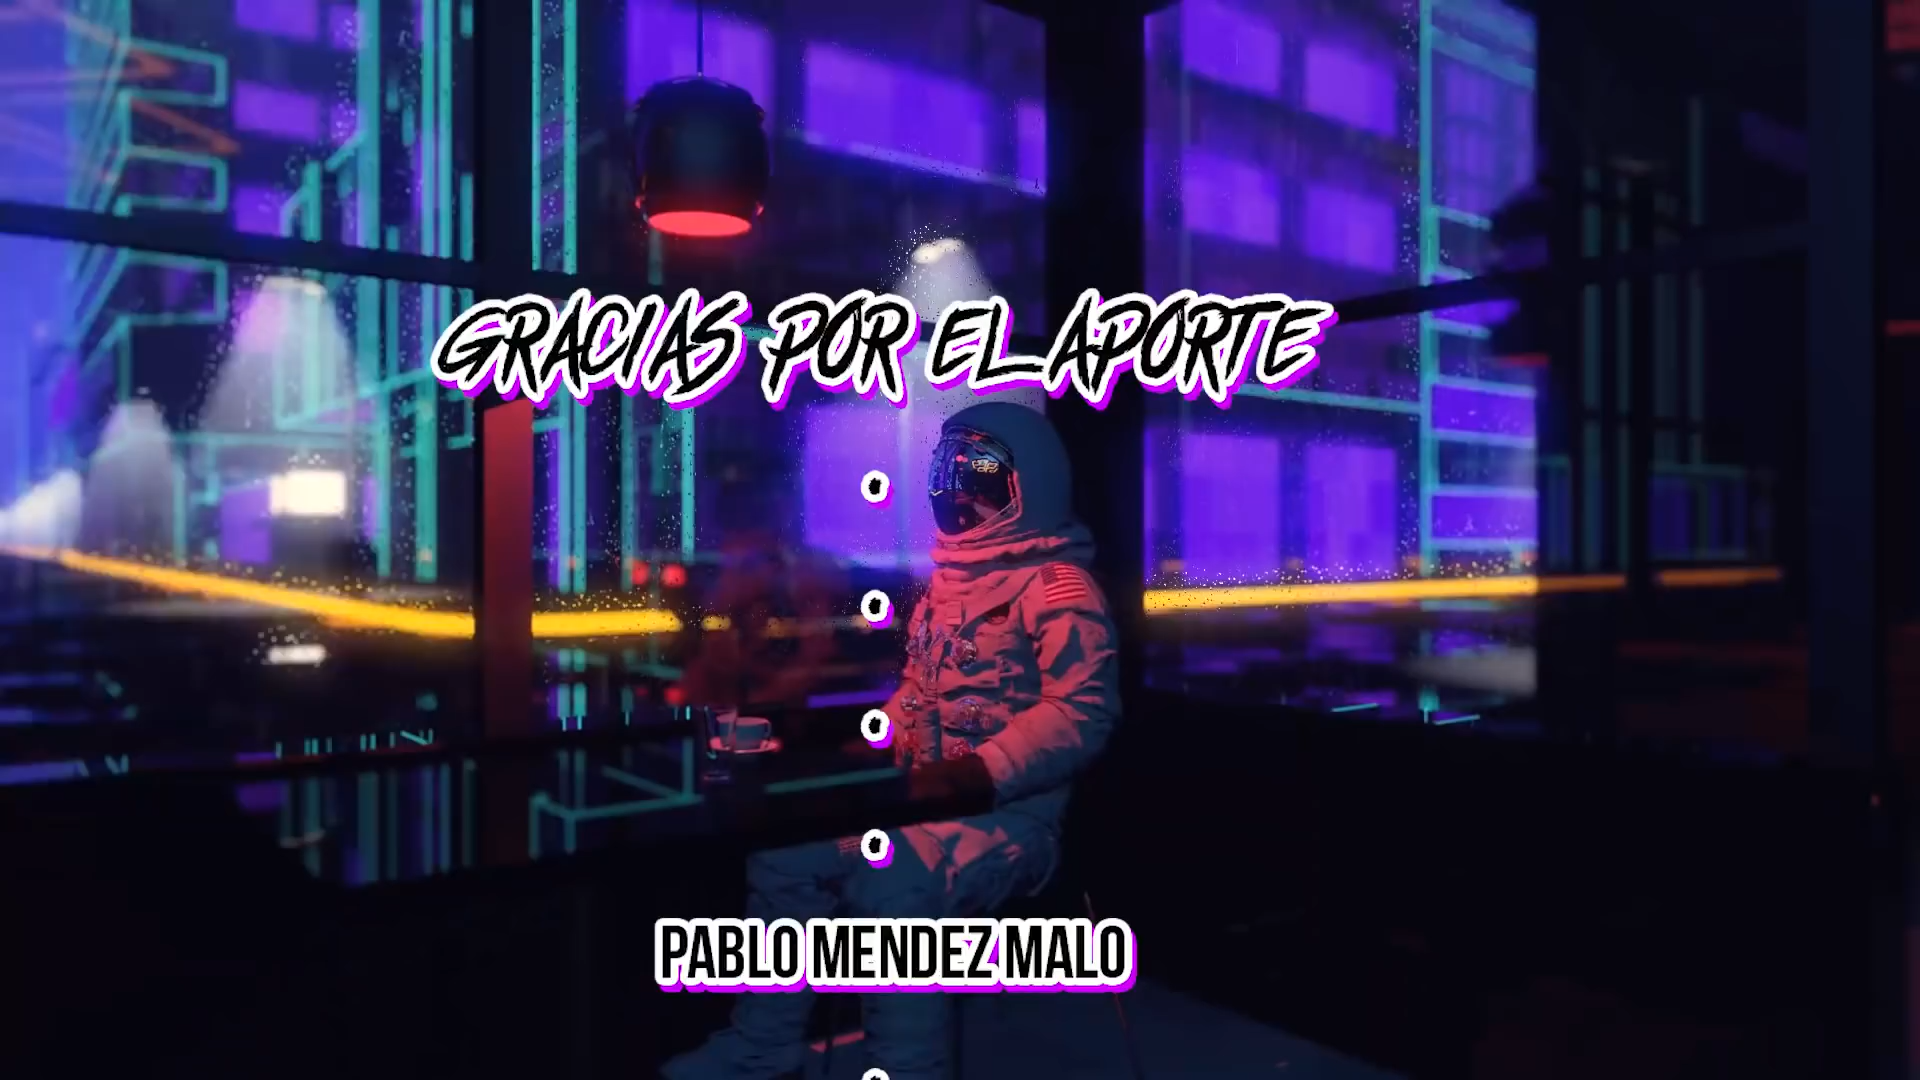 GRACIAS POR EL APORTE
.
.
.
.
PABLO MENDEZ MALO
.